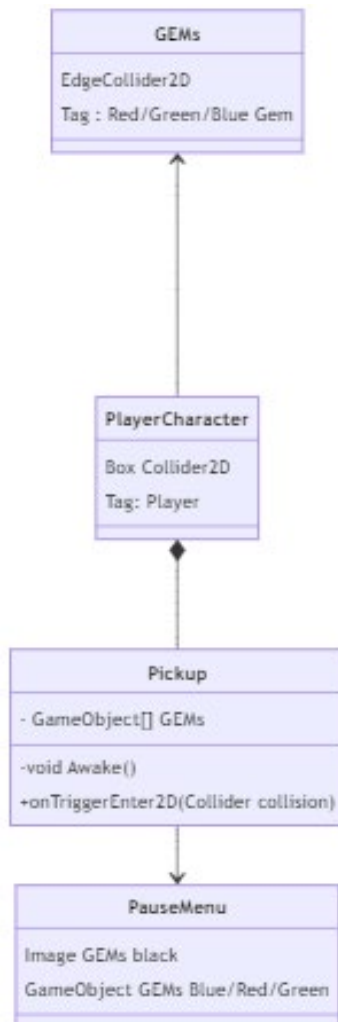 GEMs
EdgeCollider2D
Tag : Red/Green/Blue Gem
PlayerCharacter
Box Collider2D
Tag: Player
Pickup
- GameObject[] GEMs
-void Awake()
+onTriggerEnter2D(Collider collision)
PauseMenu
Image GEMs black
GameObject GEMs Blue/Red/Green